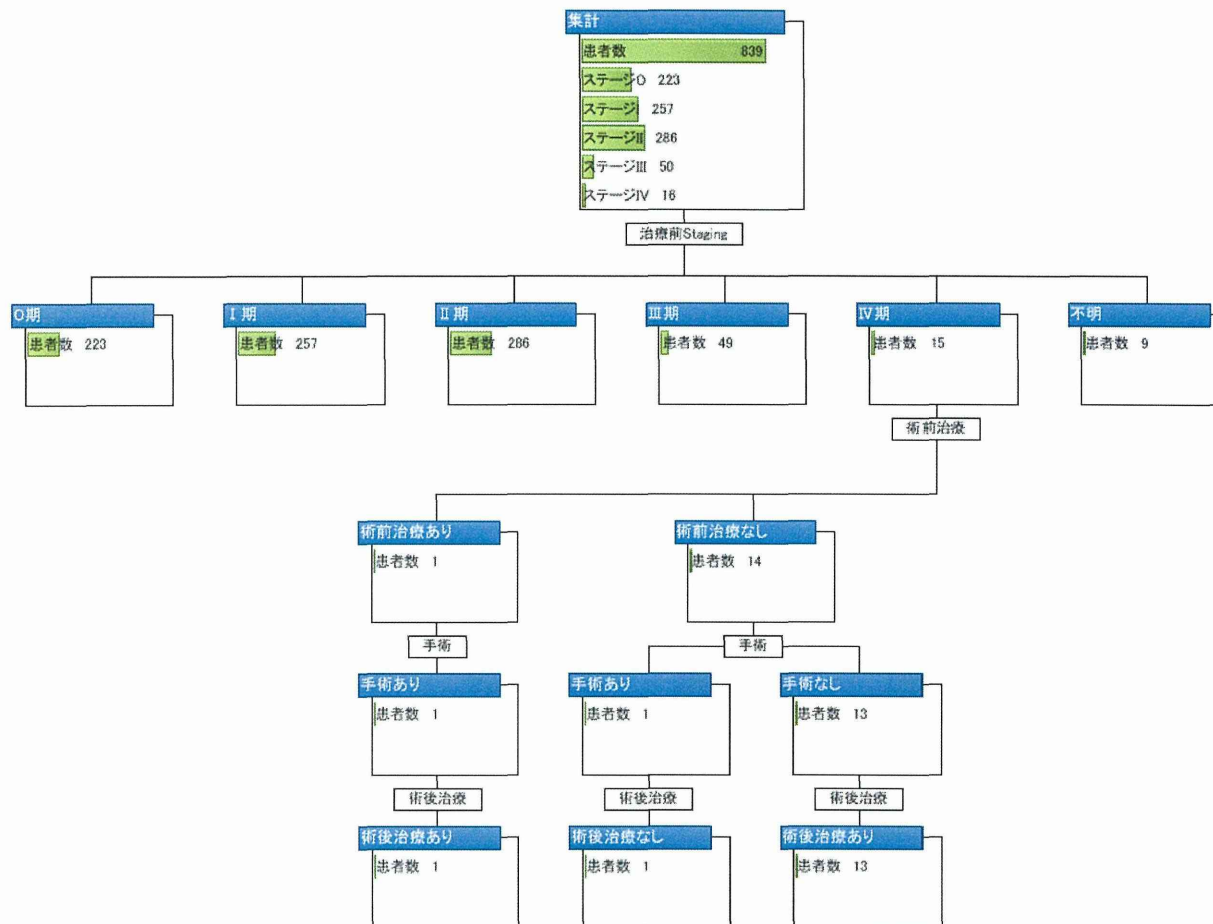 集計
患者数 839
ステージ0 223
ステージI 257
ステージII 286
ステージIII 50
ステージIV 16
治療前Staging
0期
Ⅰ期
Ⅱ期
Ⅲ期
Ⅳ期
不明
患者数 223
患者数 257
患者数 286
患者数 49
患者数 15
患者数 9
術前治療
術前治療あり
術前治療なし
患者数 1
患者数 14
手術
手術
手術あり
手術あり
手術なし
患者数 1
患者数 1
患者数 13
術後治療
術後治療
術後治療
術後治療あり
術後治療なし
術後治療あり
患者数 1
患者数 1
患者数 13